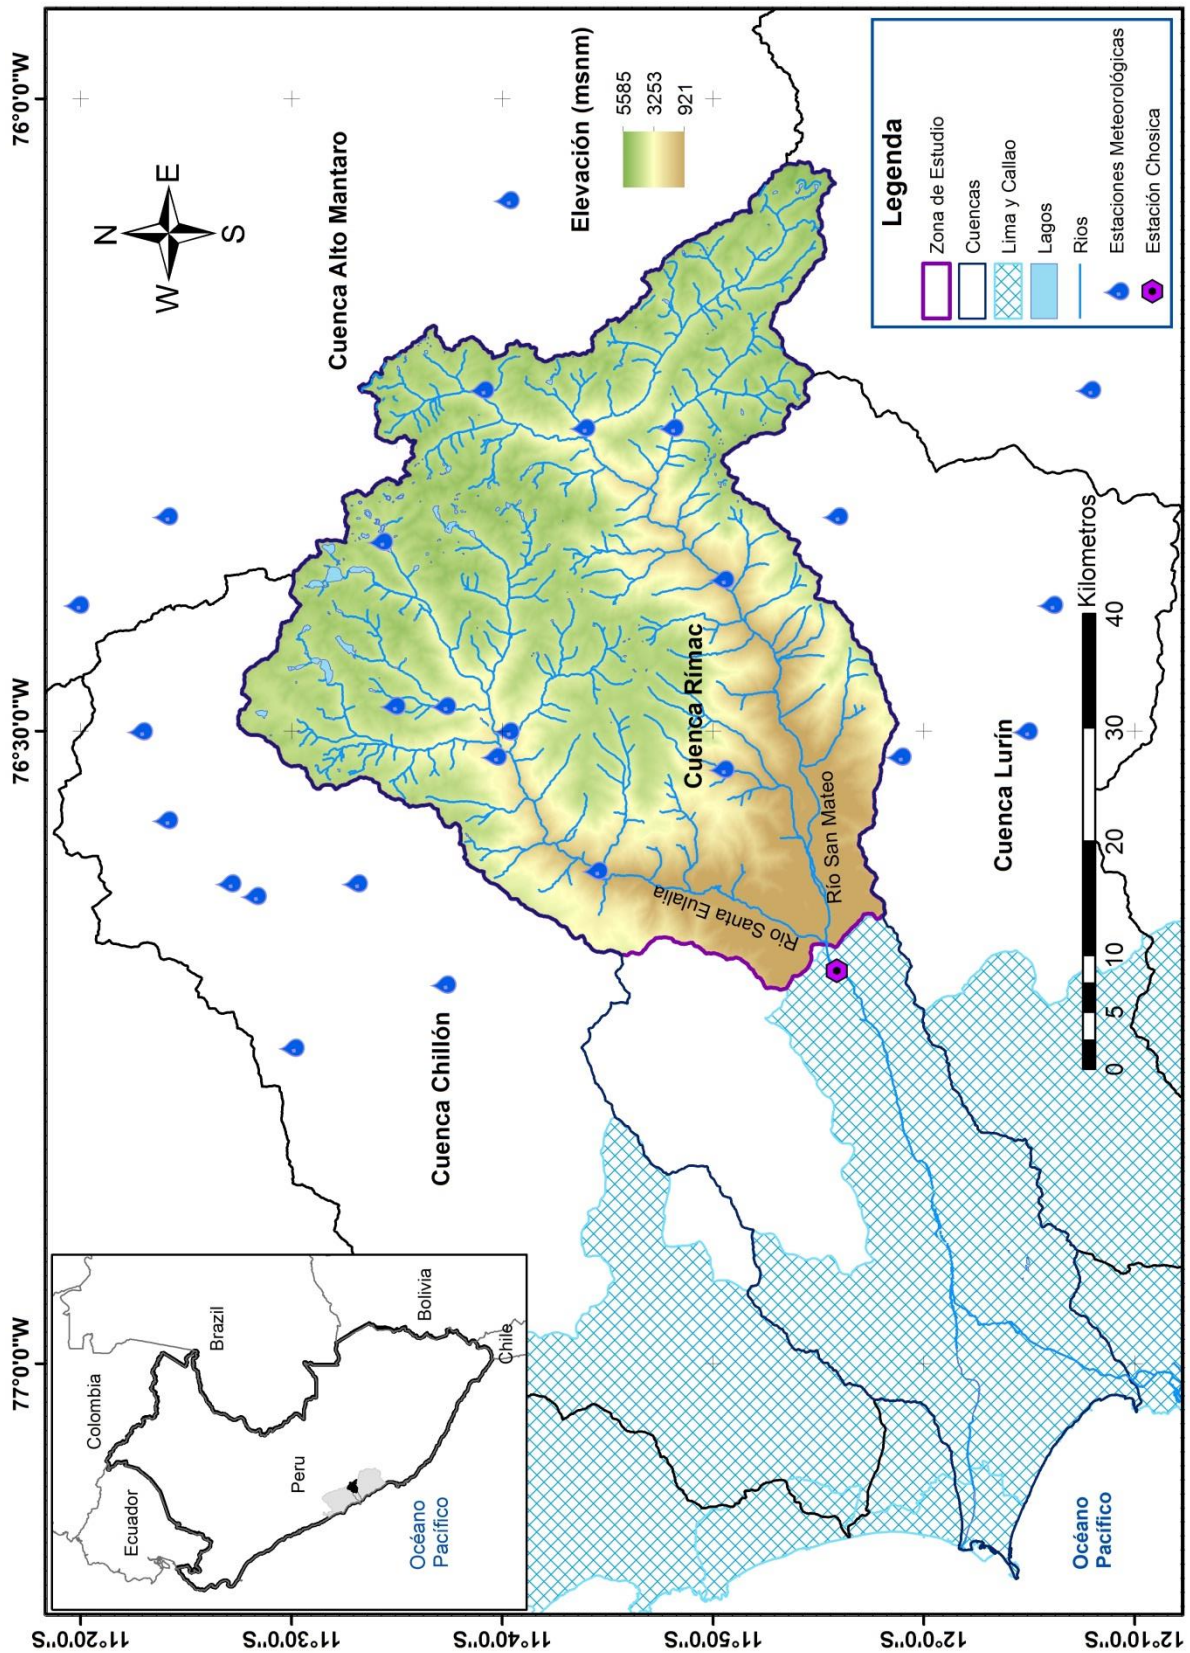 77°0'0"W
76°30'0"W
76°0'0"W
11°20'0"S
11°30'0"S
11°40'0"S
11°50'0"S
12°0'0"S
12°10'0"S
Colombia
Ecuador
Brazil
Peru
Bolivia
Chile
Océano
Pacífico
N
W
E
S
Cuenca Alto Mantaro
Cuenca Chillón
Cuenca Rímac
Cuenca Lurín
Río Santa Eulalia
Río San Mateo
Océano
Pacífico
Elevación (msnm)
5585
3253
921
Kilometros
0 5 10 20 30 40
Legenda
Zona de Estudio
Cuencas
Lima y Callao
Lagos
Rios
Estaciones Meteorológicas
Estación Chosica